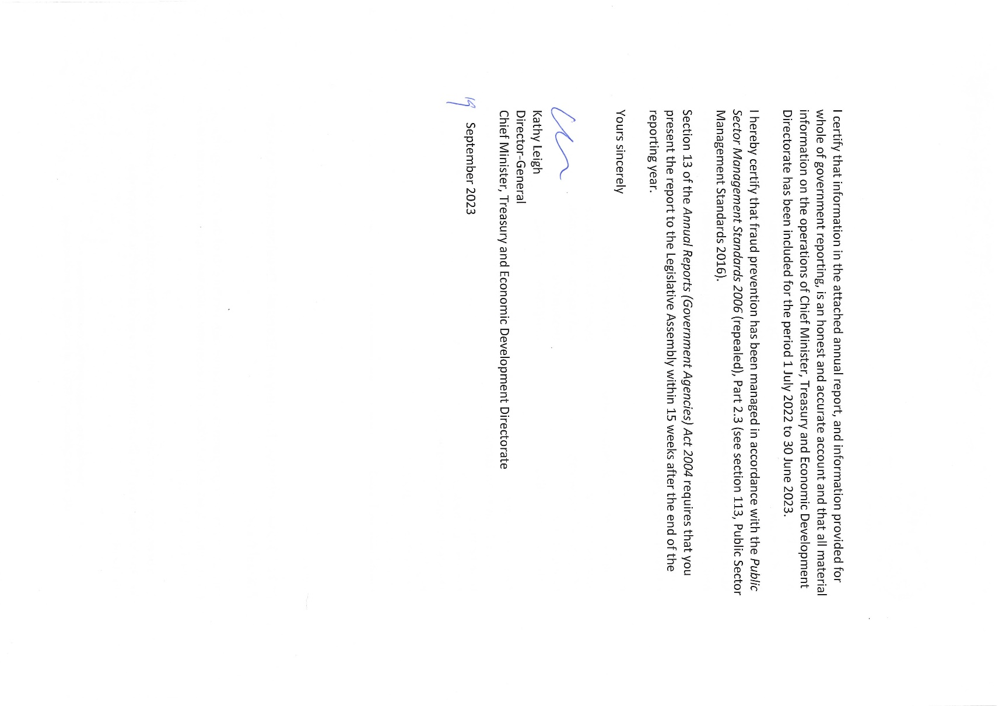 I certify that information in the attached annual report, and information provided for
whole of government reporting, is an honest and accurate account and that all material
information on the operations of Chief Minister, Treasury and Economic Development
Directorate has been included for the period 1 July 2022 to 30 June 2023.
I hereby certify that fraud prevention has been managed in accordance with the Public
Sector Management Standards 2006 (repealed), Part 2.3 (see section 113, Public Sector
Management Standards 2016).
Section 13 of the Annual Reports (Government Agencies) Act 2004 requires that you
present the report to the Legislative Assembly within 15 weeks after the end of the
reporting year.
Yours sincerely
Kathy Leigh
Director-General
Chief Minister, Treasury and Economic Development Directorate
September 2023